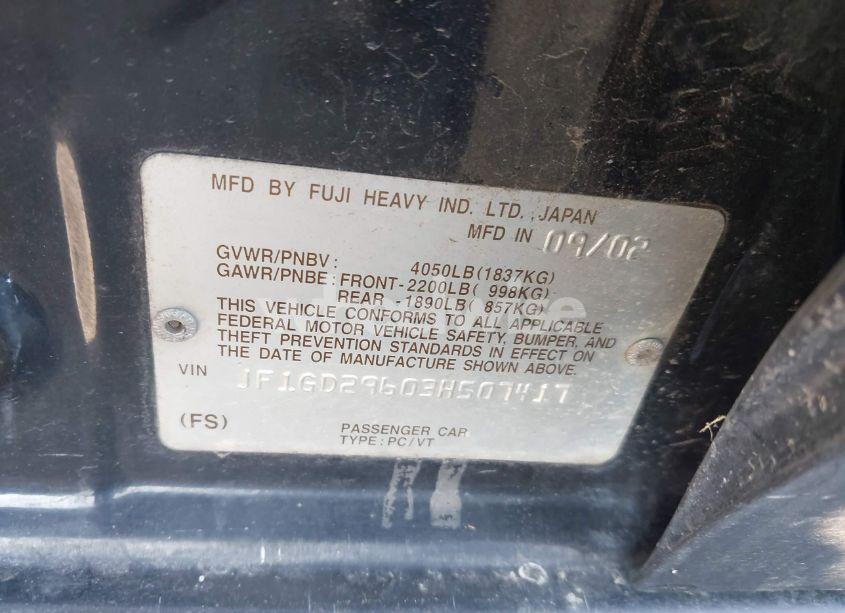 MFD BY FUJI HEAVY IND. LTD., JAPAN
MFD IN 09/02
GVWR/PNBV: 4050LB(1837KG)
GAWR/PNBE: FRONT-2200LB( 998KG)
REAR -1890LB( 857KG)
THIS VEHICLE CONFORMS TO ALL APPLICABLE
FEDERAL MOTOR VEHICLE SAFETY, BUMPER, AND
THEFT PREVENTION STANDARDS IN EFFECT ON
THE DATE OF MANUFACTURE SHOWN ABOVE.
VIN JF1GD29603H507417
(FS)
PASSENGER CAR
TYPE: PC/VT